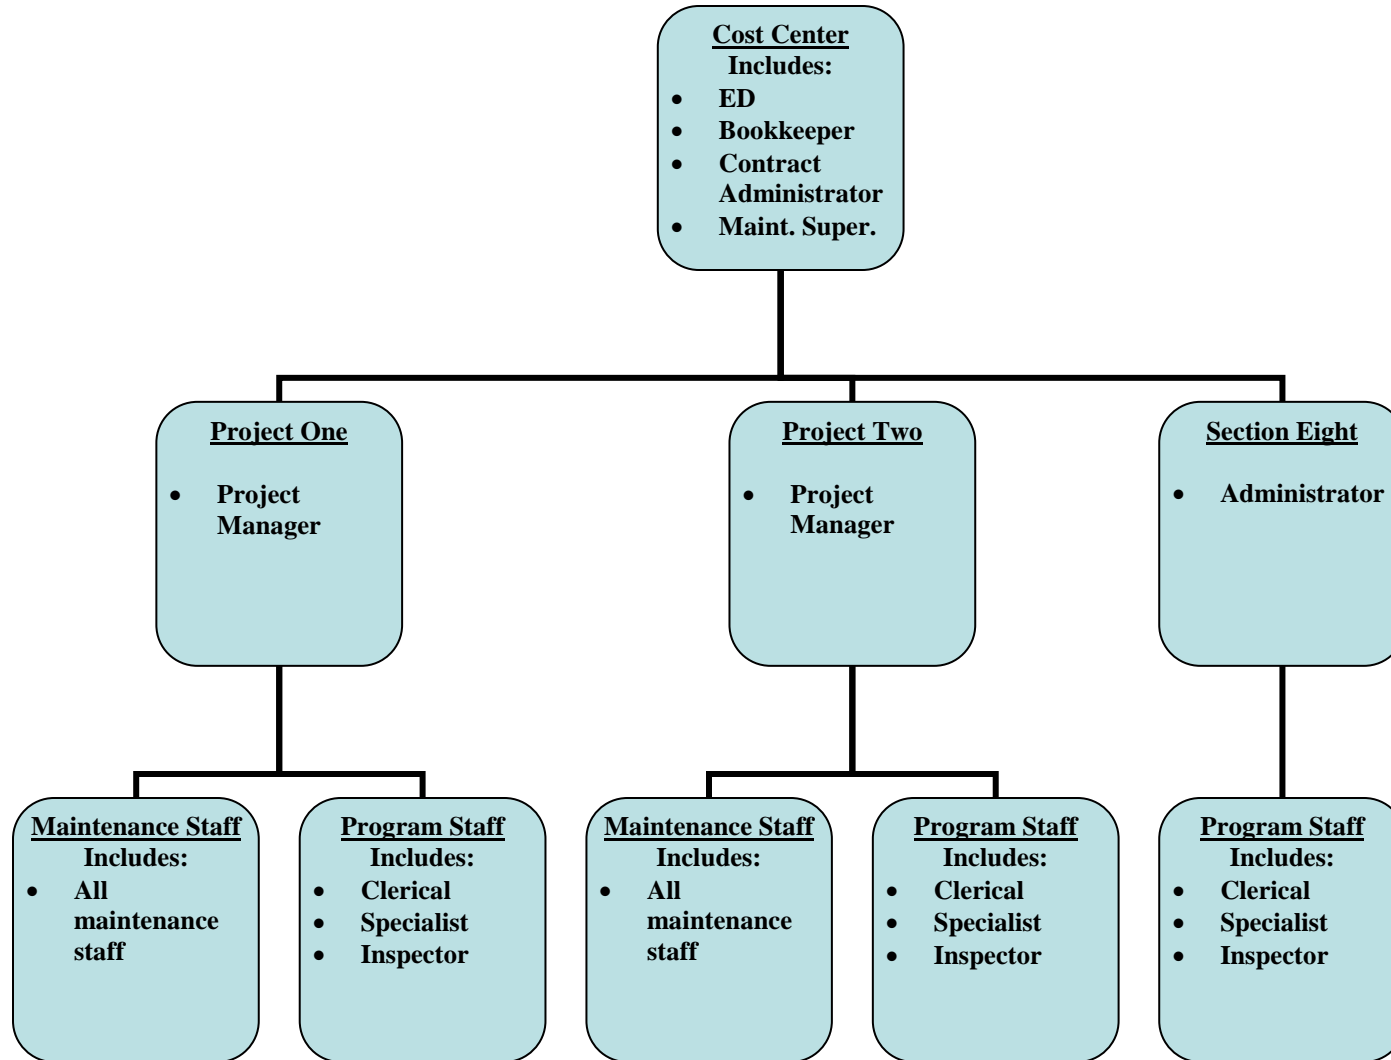 Cost Center
Includes:
• ED
• Bookkeeper
• Contract
Administrator
• Maint. Super.
Project One
• Project
Manager
Project Two
• Project
Manager
Section Eight
• Administrator
Maintenance Staff
Includes:
• All
maintenance
staff
Program Staff
Includes:
• Clerical
• Specialist
• Inspector
Maintenance Staff
Includes:
• All
maintenance
staff
Program Staff
Includes:
• Clerical
• Specialist
• Inspector
Program Staff
Includes:
• Clerical
• Specialist
• Inspector